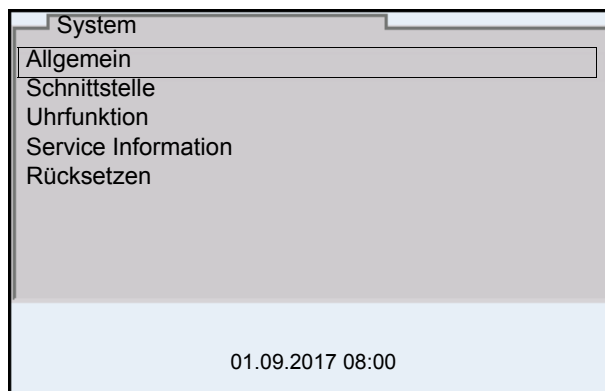 System
Allgemein
Schnittstelle
Uhrfunktion
Service Information
Rücksetzen
01.09.2017 08:00